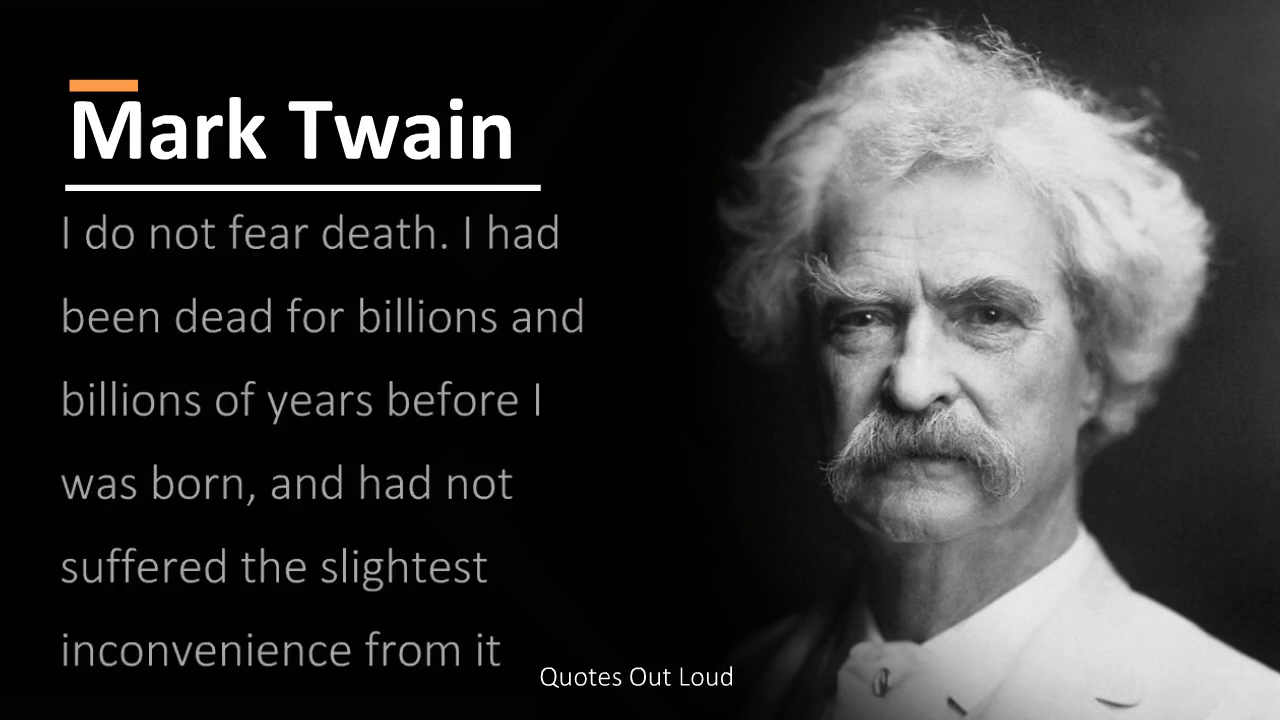 Mark Twain
I do not fear death. I had
been dead for billions and
billions of years before I
was born, and had not
suffered the slightest
inconvenience from it
Quotes Out Loud